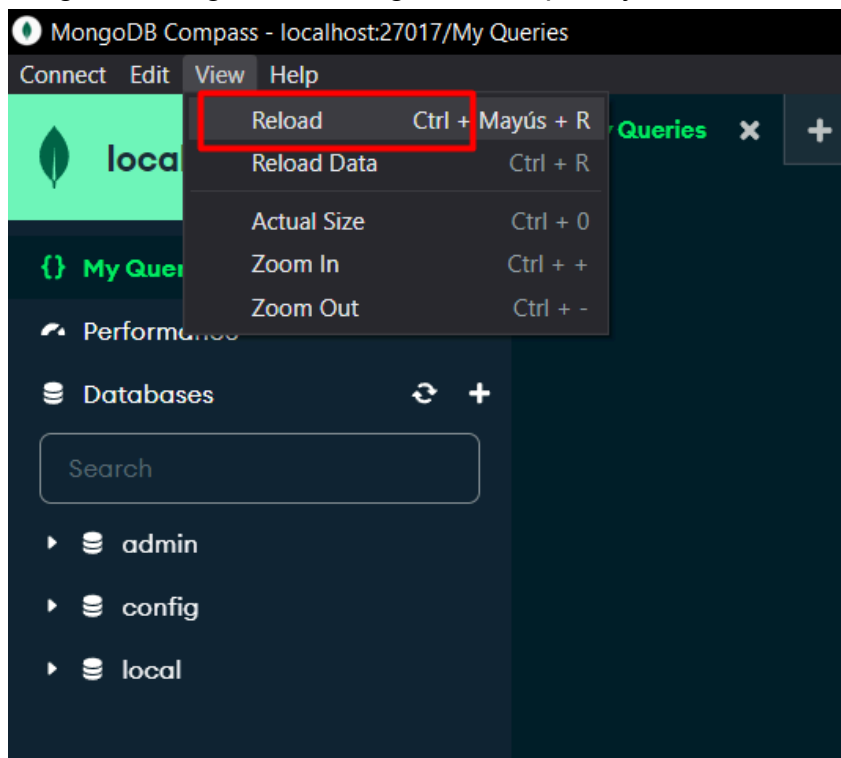 MongoDB Compass - localhost:27017/My Queries
Connect Edit View Help
Reload Ctrl + Mayús + R
Queries
Reload Data Ctrl + R
Actual Size Ctrl + 0
{} My Quer
Zoom In Ctrl + +
Zoom Out Ctrl + -
Databases
Search
admin
config
local